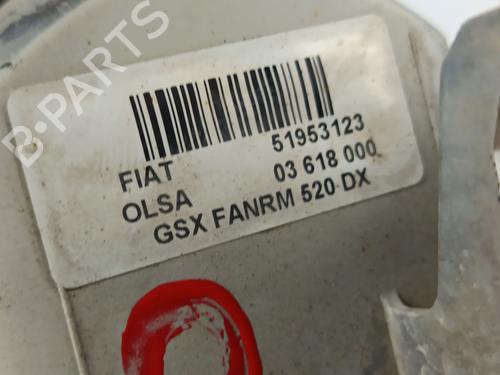 B-PARTS
FIAT 51953123
OLSA 03 618 000
GSX FANRM 520 DX